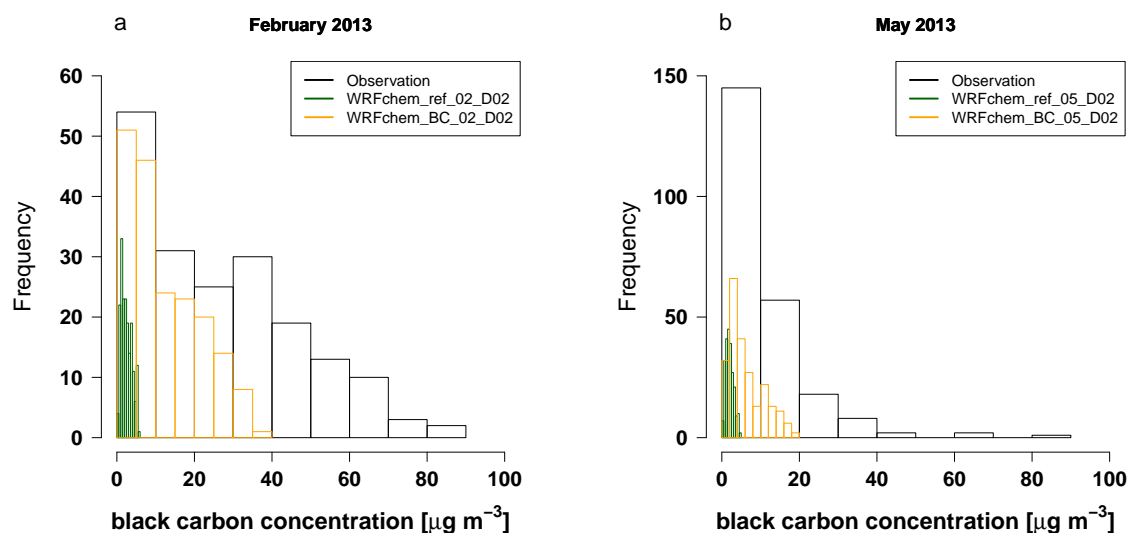 a
February 2013
Observation
WRFchem_ref_02_D02
WRFchem_BC_02_D02
60
50
40
30
20
10
0
Frequency
0 20 40 60 80 100
black carbon concentration [μg m⁻³]
b
May 2013
Observation
WRFchem_ref_05_D02
WRFchem_BC_05_D02
150
100
50
0
Frequency
0 20 40 60 80 100
black carbon concentration [μg m⁻³]